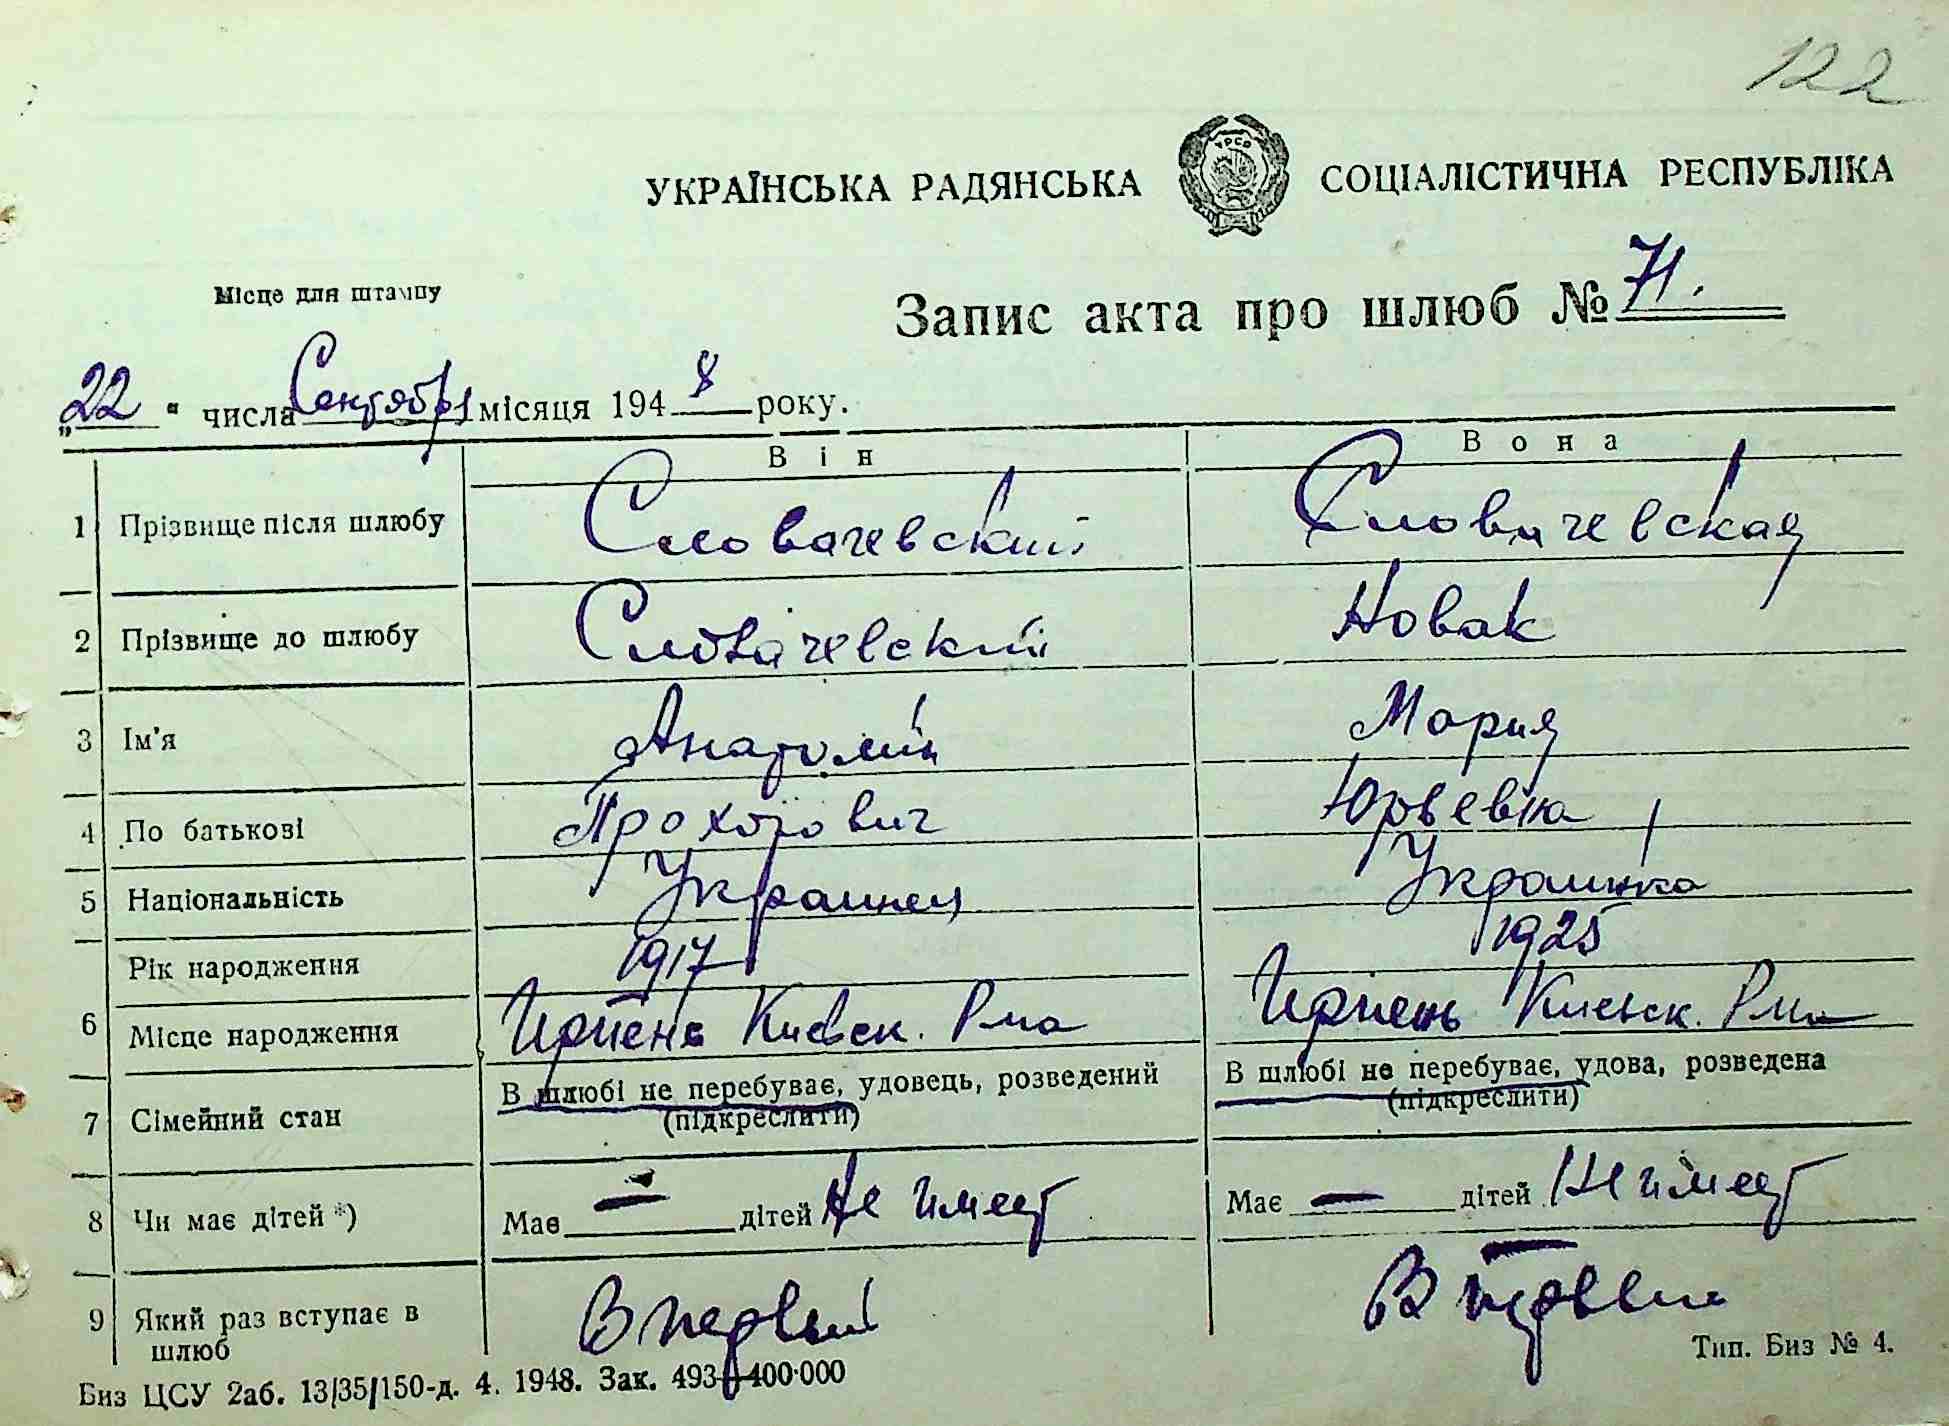 122
УКРАЇНСЬКА РАДЯНСЬКА СОЦІАЛІСТИЧНА РЕСПУБЛІКА
УРСР
Місце для штампу
Запис акта про шлюб № 71.
„22“ числа Сентября місяця 1948 року.
Він Вона
1 Прізвище після шлюбу Словачевский Словачевская
2 Прізвище до шлюбу Словачевский Новак
3 Ім'я Анатолий Мария
4 По батькові Прохорович Юрьевна
5 Національність Украинец Украинка
Рік народження 1917 1925
6 Місце народження Ирпень Киевск. Р-на Ирпень Киевск. Р-на
7 Сімейний стан В шлюбі не перебуває, удовець, розведений В шлюбі не перебуває, удова, розведена
(підкреслити) (підкреслити)
8 Чи має дітей *) Має — дітей Не имеет Має — дітей Не имеет
9 Який раз вступає в шлюб В первый В первый
Тип. Биз № 4.
Биз ЦСУ 2аб. 13/35/150-д. 4. 1948. Зак. 493-400·000